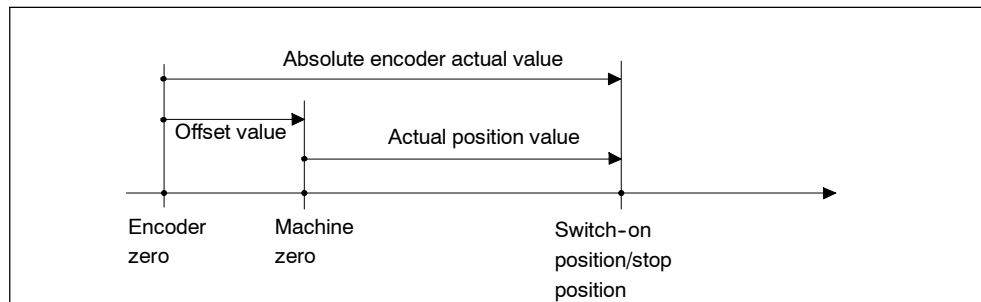 Absolute encoder actual value
Offset value
Actual position value
Encoder
zero
Machine
zero
Switch-on
position/stop
position